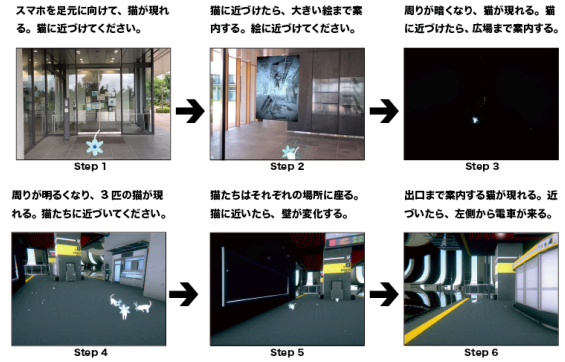 スマホを足元に向けて、猫が現れ
る。猫に近づけてください。
猫に近づけたら、大きい絵まで案
内する。絵に近づけてください。
周りが暗くなり、猫が現れる。猫
に近づけたら、広場まで案内する。
Step 1
Step 2
Step 3
周りが明るくなり、3 匹の猫が現
れる。猫たちに近づいてください。
猫たちはそれぞれの場所に座る。
猫に近いたら、壁が変化する。
出口まで案内する猫が現れる。近
づいたら、左側から電車が来る。
Step 4
Step 5
Step 6